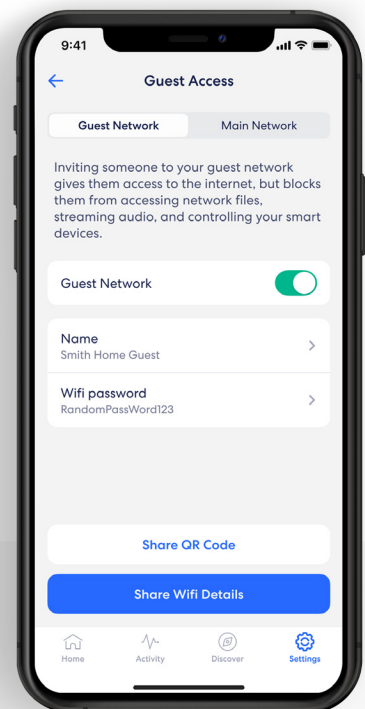 9:41
Guest Access
Guest Network
Main Network
Inviting someone to your guest network
gives them access to the internet, but blocks
them from accessing network files,
streaming audio, and controlling your smart
devices.
Guest Network
Name
Smith Home Guest
Wifi password
RandomPassWord123
Share QR Code
Share Wifi Details
Home
Activity
Discover
Settings